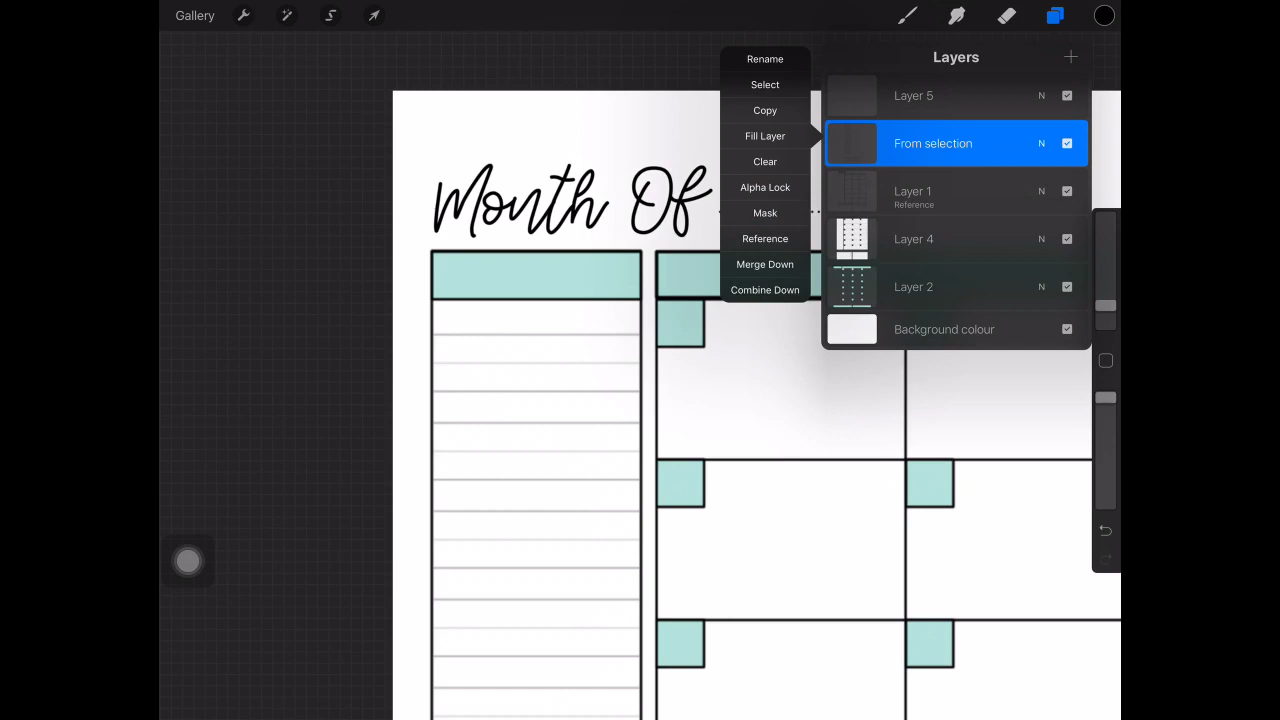 Gallery
Layers
Rename
Select
Copy
Fill Layer
Clear
Alpha Lock
Mask
Reference
Merge Down
Combine Down
Layer 5 N
From selection N
Layer 1 N
Reference
Layer 4 N
Layer 2 N
Background colour
Month Of